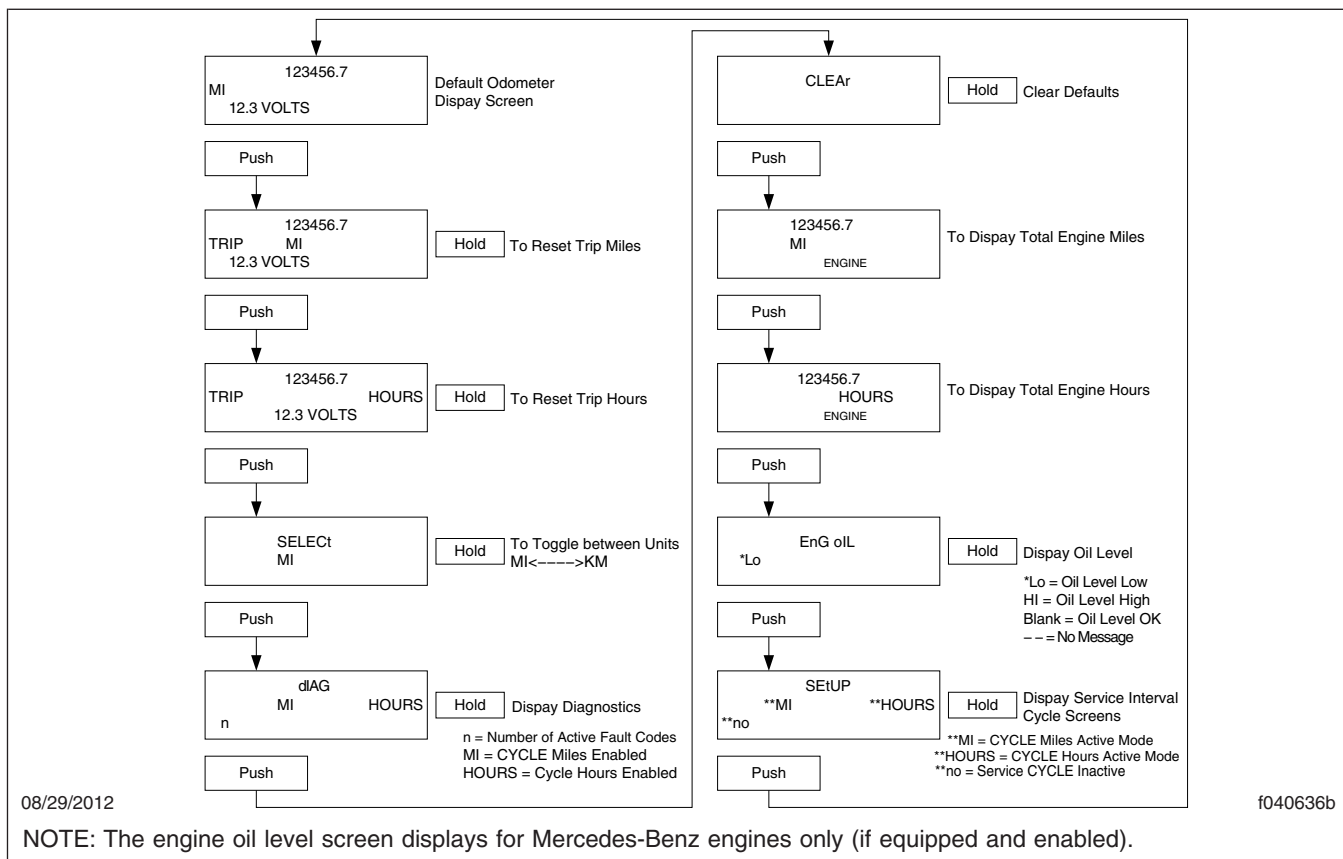 123456.7
MI
12.3 VOLTS
Default Odometer
Dispay Screen
Push
123456.7
TRIP MI
12.3 VOLTS
Hold
To Reset Trip Miles
Push
123456.7
TRIP HOURS
12.3 VOLTS
Hold
To Reset Trip Hours
Push
SELECt
MI
Hold
To Toggle between Units
MI<---->KM
Push
dIAG
MI HOURS
n
Hold
Dispay Diagnostics
n = Number of Active Fault Codes
MI = CYCLE Miles Enabled
HOURS = Cycle Hours Enabled
Push
CLEAr
Hold
Clear Defaults
Push
123456.7
MI
ENGINE
To Dispay Total Engine Miles
Push
123456.7
HOURS
ENGINE
To Dispay Total Engine Hours
Push
EnG oIL
*Lo
Hold
Dispay Oil Level
*Lo = Oil Level Low
HI = Oil Level High
Blank = Oil Level OK
– – = No Message
Push
SEtUP
**MI **HOURS
**no
Hold
Dispay Service Interval
Cycle Screens
**MI = CYCLE Miles Active Mode
**HOURS = CYCLE Hours Active Mode
**no = Service CYCLE Inactive
Push
08/29/2012
f040636b
NOTE: The engine oil level screen displays for Mercedes-Benz engines only (if equipped and enabled).